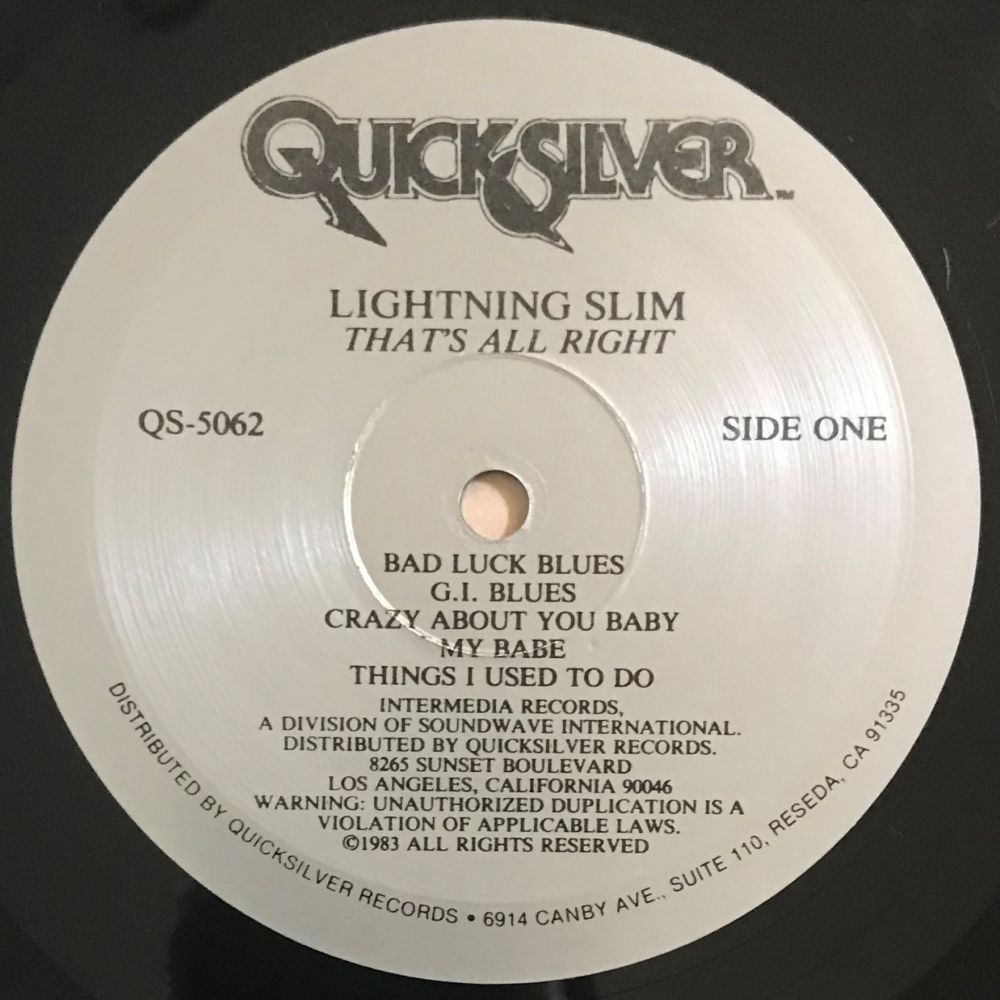 QUICKSILVER™
LIGHTNING SLIM
THAT'S ALL RIGHT
QS-5062
SIDE ONE
BAD LUCK BLUES
G.I. BLUES
CRAZY ABOUT YOU BABY
MY BABE
THINGS I USED TO DO
INTERMEDIA RECORDS,
A DIVISION OF SOUNDWAVE INTERNATIONAL.
DISTRIBUTED BY QUICKSILVER RECORDS.
8265 SUNSET BOULEVARD
LOS ANGELES, CALIFORNIA 90046
WARNING: UNAUTHORIZED DUPLICATION IS A
VIOLATION OF APPLICABLE LAWS.
©1983 ALL RIGHTS RESERVED
DISTRIBUTED BY QUICKSILVER RECORDS • 6914 CANBY AVE., SUITE 110, RESEDA, CA 91335